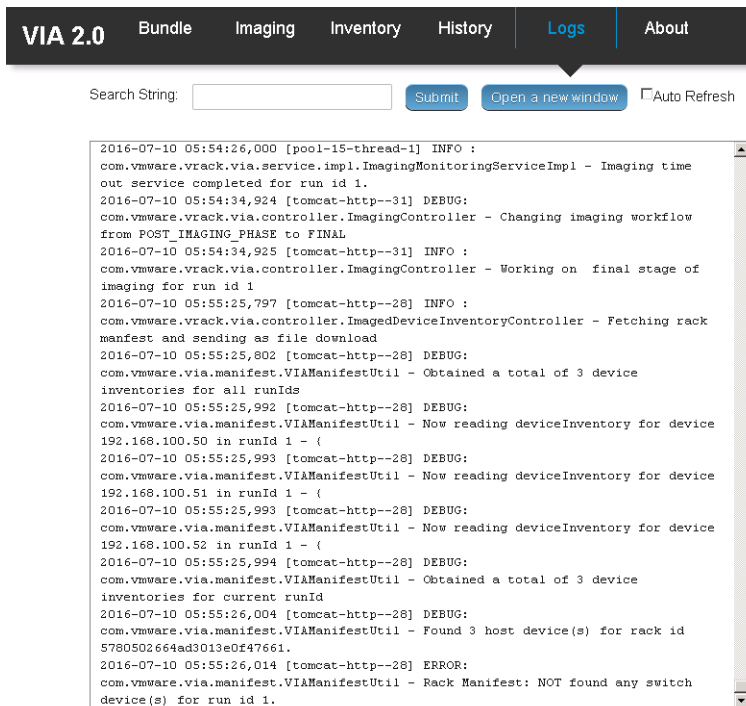 VIA 2.0 Bundle Imaging Inventory History Logs About
Search String: Submit Open a new window Auto Refresh
2016-07-10 05:54:26,000 [pool-15-thread-1] INFO :
com.vmware.vrack.via.service.impl.ImagingMonitoringServiceImpl - Imaging time
out service completed for run id 1.
2016-07-10 05:54:34,924 [tomcat-http--31] DEBUG:
com.vmware.vrack.via.controller.ImagingController - Changing imaging workflow
from POST_IMAGING_PHASE to FINAL
2016-07-10 05:54:34,925 [tomcat-http--31] INFO :
com.vmware.vrack.via.controller.ImagingController - Working on  final stage of
imaging for run id 1
2016-07-10 05:55:25,797 [tomcat-http--28] INFO :
com.vmware.vrack.via.controller.ImagedDeviceInventoryController - Fetching rack
manfest and sending as file download
2016-07-10 05:55:25,802 [tomcat-http--28] DEBUG:
com.vmware.via.manifest.VIAManifestUtil - Obtained a total of 3 device
inventories for all runIds
2016-07-10 05:55:25,992 [tomcat-http--28] DEBUG:
com.vmware.via.manifest.VIAManifestUtil - Now reading deviceInventory for device
192.168.100.50 in runId 1 - {
2016-07-10 05:55:25,993 [tomcat-http--28] DEBUG:
com.vmware.via.manifest.VIAManifestUtil - Now reading deviceInventory for device
192.168.100.51 in runId 1 - {
2016-07-10 05:55:25,993 [tomcat-http--28] DEBUG:
com.vmware.via.manifest.VIAManifestUtil - Now reading deviceInventory for device
192.168.100.52 in runId 1 - {
2016-07-10 05:55:25,994 [tomcat-http--28] DEBUG:
com.vmware.via.manifest.VIAManifestUtil - Obtained a total of 3 device
inventories for current runId
2016-07-10 05:55:26,004 [tomcat-http--28] DEBUG:
com.vmware.via.manifest.VIAManifestUtil - Found 3 host device(s) for rack id
5780502664ad3013e0f47661.
2016-07-10 05:55:26,014 [tomcat-http--28] ERROR:
com.vmware.via.manifest.VIAManifestUtil - Rack Manifest: NOT found any switch
device(s) for run id 1.